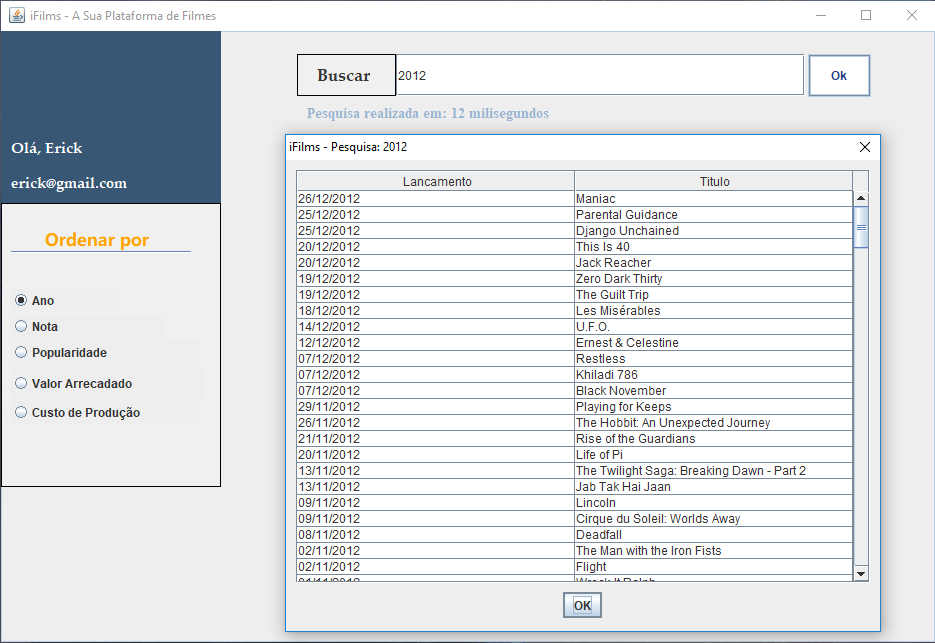 iFilms - A Sua Plataforma de Filmes
Buscar 2012 Ok
Pesquisa realizada em: 12 milisegundos
Olá, Erick
erick@gmail.com
Ordenar por
Ano
Nota
Popularidade
Valor Arrecadado
Custo de Produção
iFilms - Pesquisa: 2012
Lancamento Titulo
26/12/2012 Maniac
25/12/2012 Parental Guidance
25/12/2012 Django Unchained
20/12/2012 This Is 40
20/12/2012 Jack Reacher
19/12/2012 Zero Dark Thirty
19/12/2012 The Guilt Trip
18/12/2012 Les Misérables
14/12/2012 U.F.O.
12/12/2012 Ernest & Celestine
07/12/2012 Restless
07/12/2012 Khiladi 786
07/12/2012 Black November
29/11/2012 Playing for Keeps
26/11/2012 The Hobbit: An Unexpected Journey
21/11/2012 Rise of the Guardians
20/11/2012 Life of Pi
13/11/2012 The Twilight Saga: Breaking Dawn - Part 2
13/11/2012 Jab Tak Hai Jaan
09/11/2012 Lincoln
09/11/2012 Cirque du Soleil: Worlds Away
08/11/2012 Deadfall
02/11/2012 The Man with the Iron Fists
02/11/2012 Flight
OK